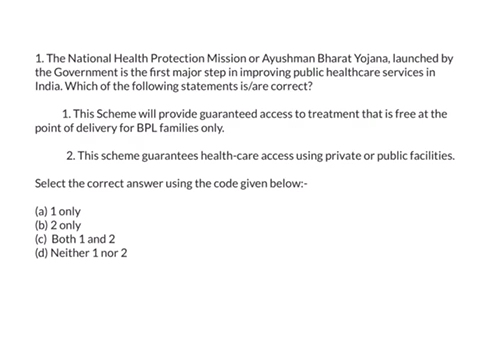 1. The National Health Protection Mission or Ayushman Bharat Yojana, launched by
the Government is the first major step in improving public healthcare services in
India. Which of the following statements is/are correct?
1. This Scheme will provide guaranteed access to treatment that is free at the
point of delivery for BPL families only.
2. This scheme guarantees health-care access using private or public facilities.
Select the correct answer using the code given below:-
(a) 1 only
(b) 2 only
(c) Both 1 and 2
(d) Neither 1 nor 2